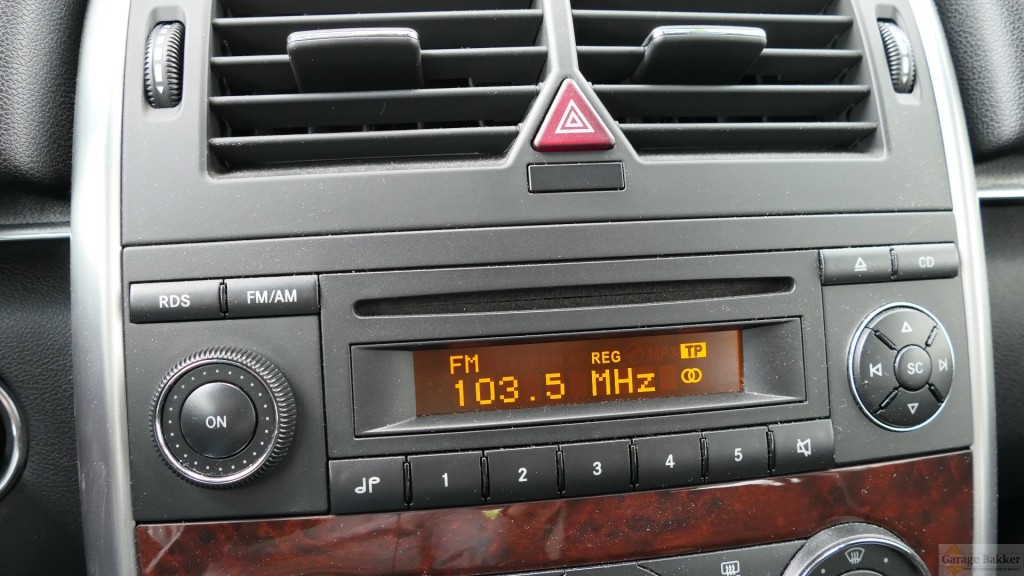 RDS
FM/AM
CD
FM
REG
TP
103.5 MHz
ON
SC
1
2
3
4
5
Garage Bakker